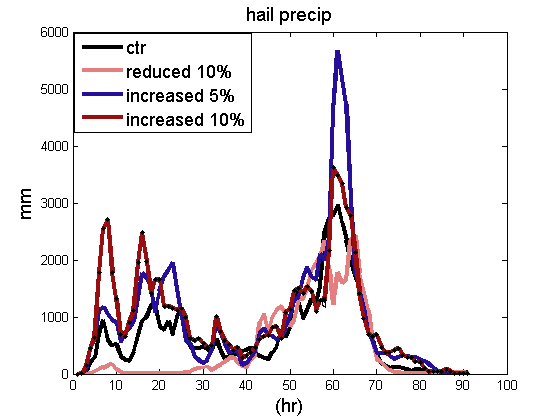 hail precip
6000
5000
4000
3000
2000
1000
0
mm
ctr
reduced 10%
increased 5%
increased 10%
0 10 20 30 40 50 60 70 80 90 100
(hr)